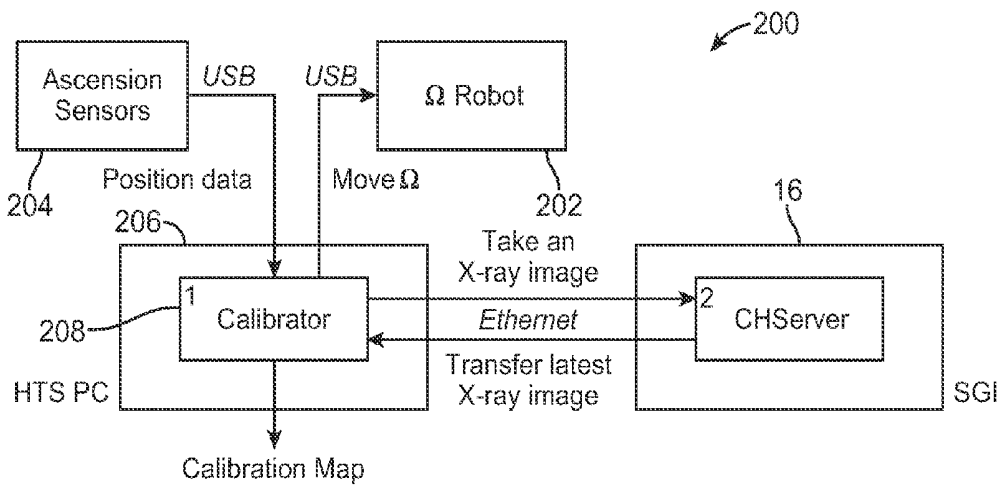 200
Ascension
Sensors
USB
USB
Ω Robot
204
Position data
Move Ω
202
16
206
Take an
X-ray image
1
Calibrator
2
CHServer
208
Ethernet
HTS PC
Transfer latest
X-ray image
SGI
Calibration Map